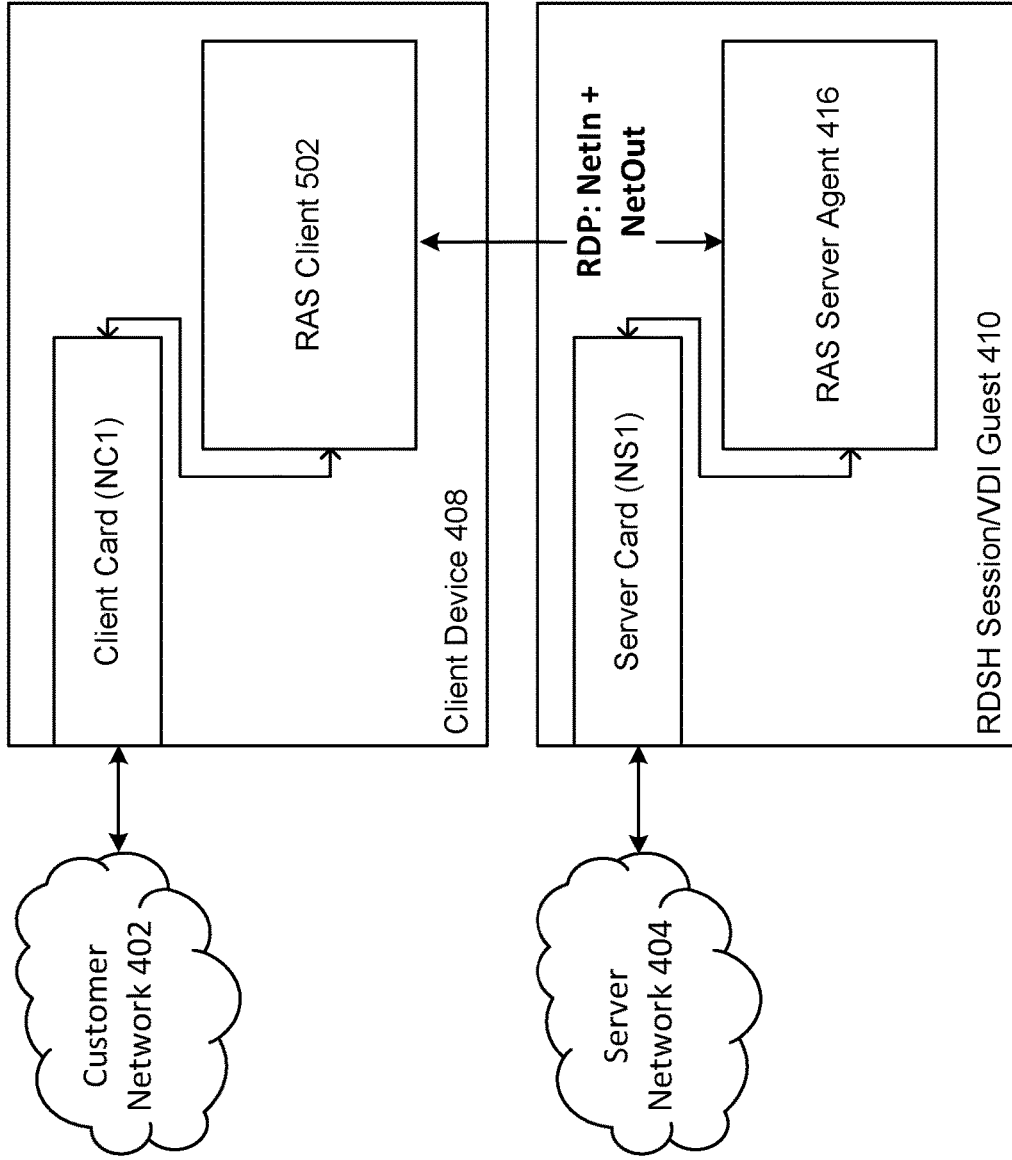 Customer
Network 402
Client Card (NC1)
RAS Client 502
Client Device 408
RDP: NetIn +
NetOut
Server
Network 404
Server Card (NS1)
RAS Server Agent 416
RDSH Session/VDI Guest 410